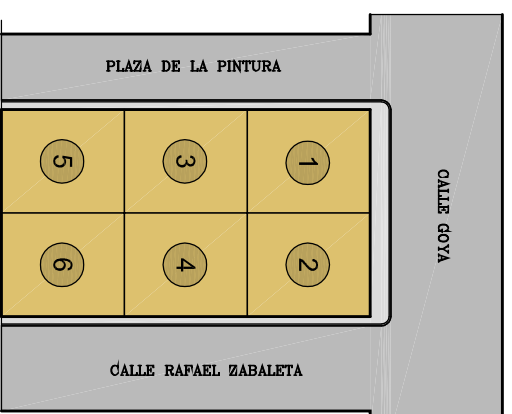 PLAZA DE LA PINTURA
5 3 1
CALLE GOYA
6 4 2
CALLE RAFAEL ZABALETA